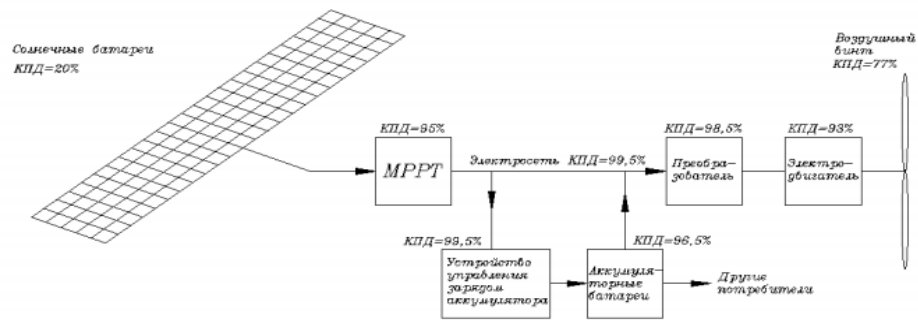 Солнечные батареи
КПД=20%
Воздушный
винт
КПД=77%
КПД=95%
MPPT
Электросеть КПД=99,5%
КПД=98,5%
Преобра-
зователь
КПД=93%
Электро-
двигатель
КПД=99,5%
Устройство
управления
зарядом
аккумулятора
КПД=96,5%
Аккумуля-
торные
батареи
Другие
потребители